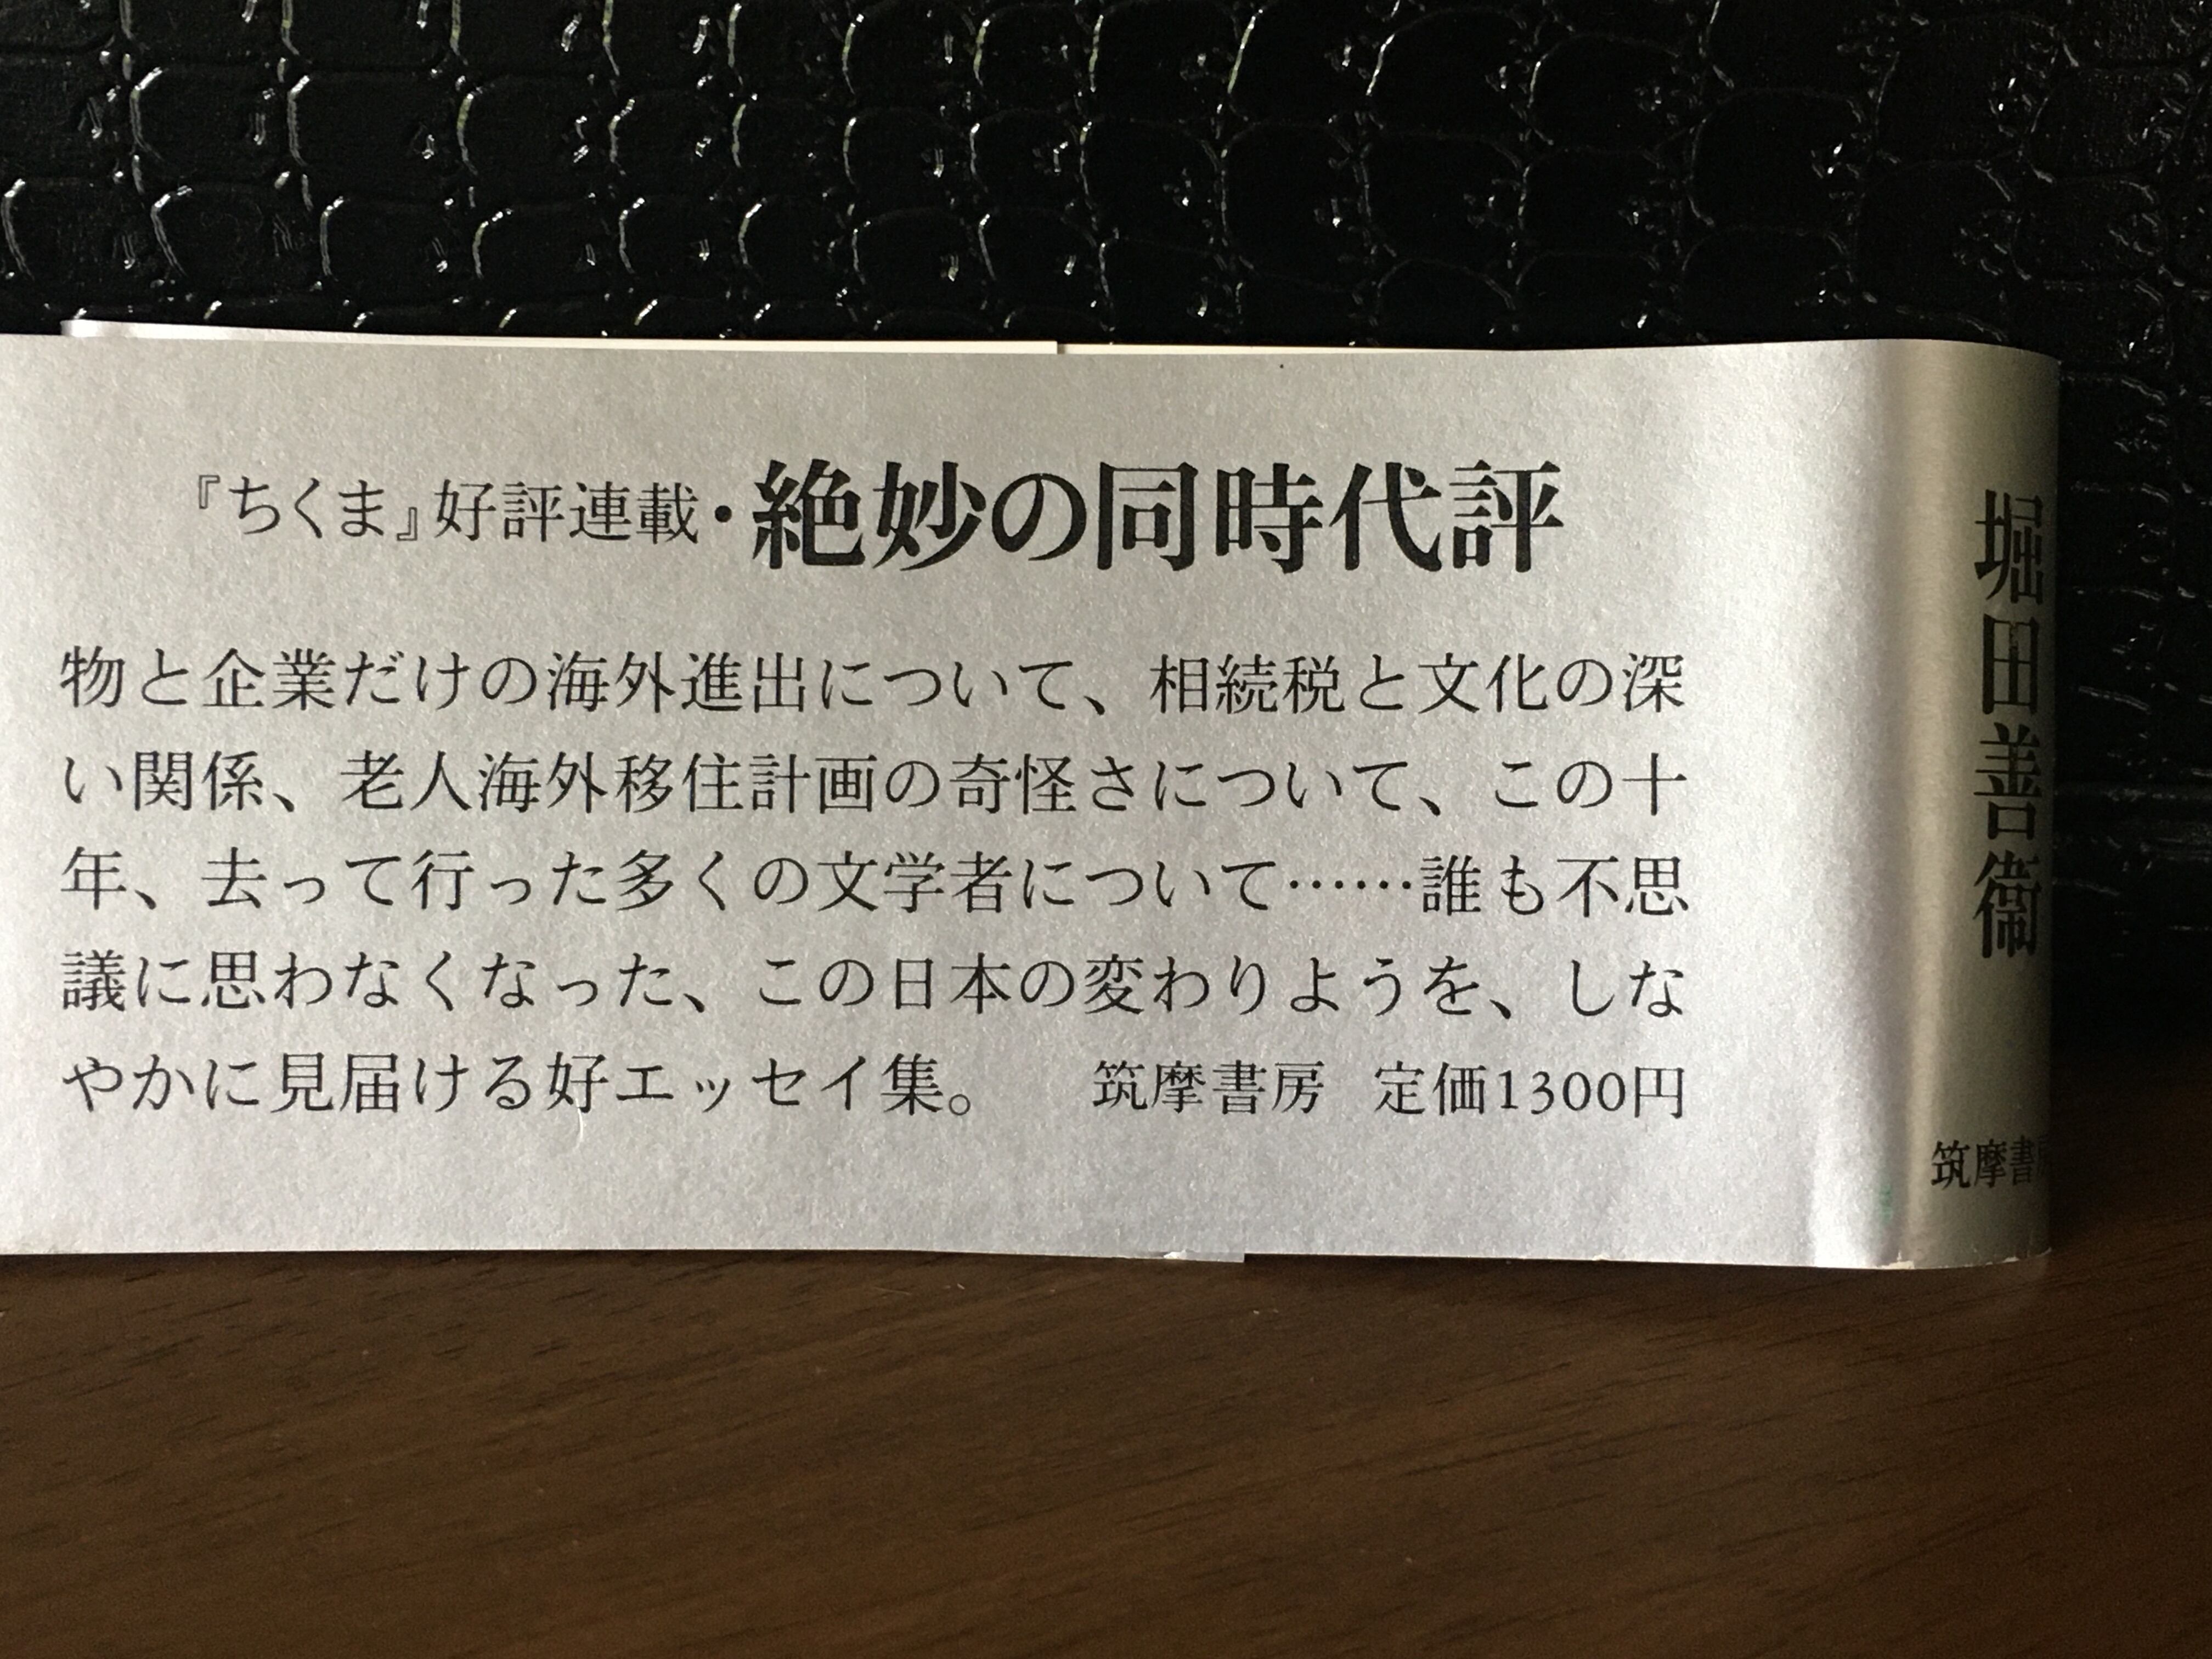 『ちくま』好評連載・絶妙の同時代評
物と企業だけの海外進出について、相続税と文化の深
い関係、老人海外移住計画の奇怪さについて、この十
年、去って行った多くの文学者について……誰も不思
議に思わなくなった、この日本の変わりようを、しな
やかに見届ける好エッセイ集。 筑摩書房 定価1300円
堀田善衞
筑摩書